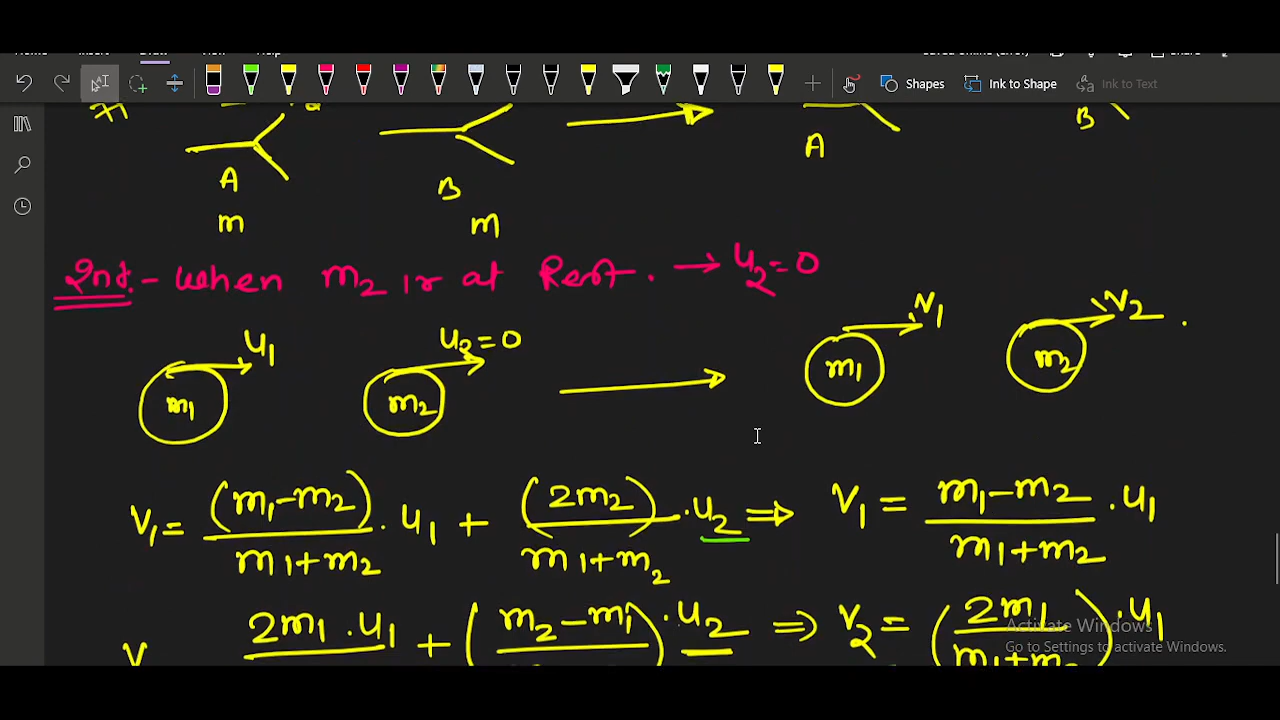 Shapes Ink to Shape Ink to Text
A B A B
m m
2nd:- When m2 is at Rest. → u2=0
u1 u2=0 v1 v2
m1 m2 m1 m2
v1 = (m1-m2)/(m1+m2) . u1 + (2m2)/(m1+m2) . u2 ⇒ v1 = (m1-m2)/(m1+m2) . u1
2m1 . u1 + (m2-m1) . u2 ⇒ v2 = (2m1/(m1+m2)) . u1
Activate Windows
Go to Settings to activate Windows.